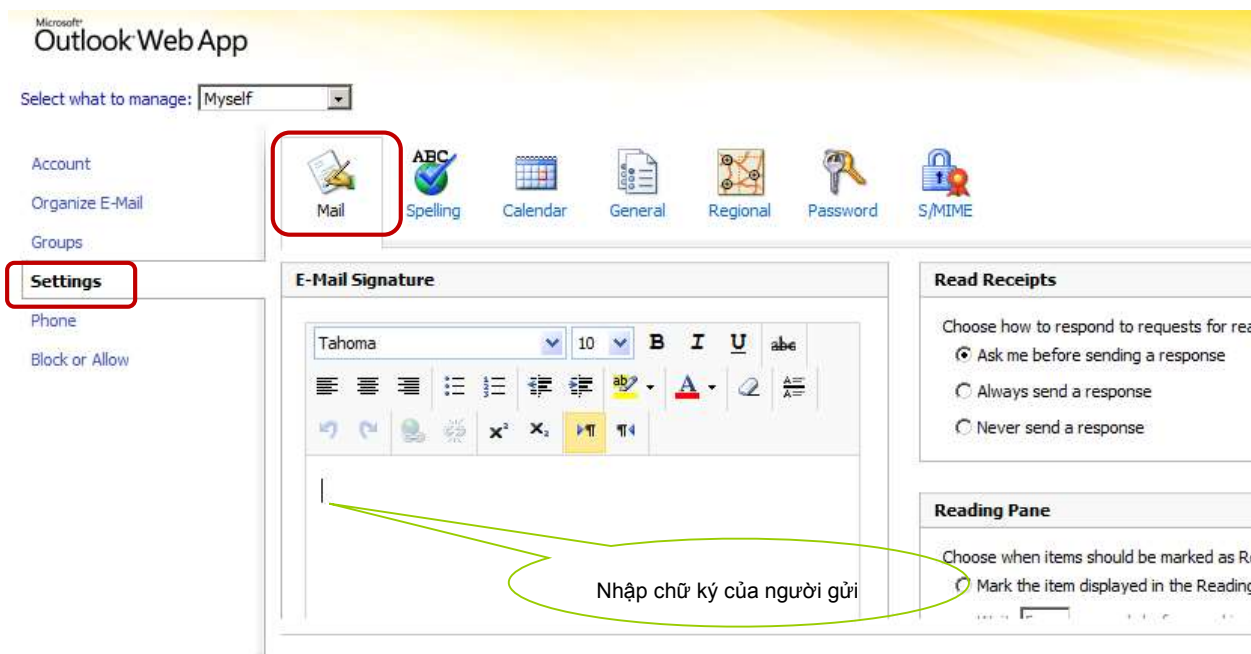 Microsoft®
Outlook Web App
Select what to manage: Myself
Account
Organize E-Mail
Groups
Settings
Phone
Block or Allow
Mail
ABC
Spelling
Calendar
General
Regional
Password
S/MIME
E-Mail Signature
Tahoma 10 B I U abc
ab A
x² x₂
Nhập chữ ký của người gửi
Read Receipts
Choose how to respond to requests for
Ask me before sending a response
Always send a response
Never send a response
Reading Pane
Choose when items should be marked as
Mark the item displayed in the Reading